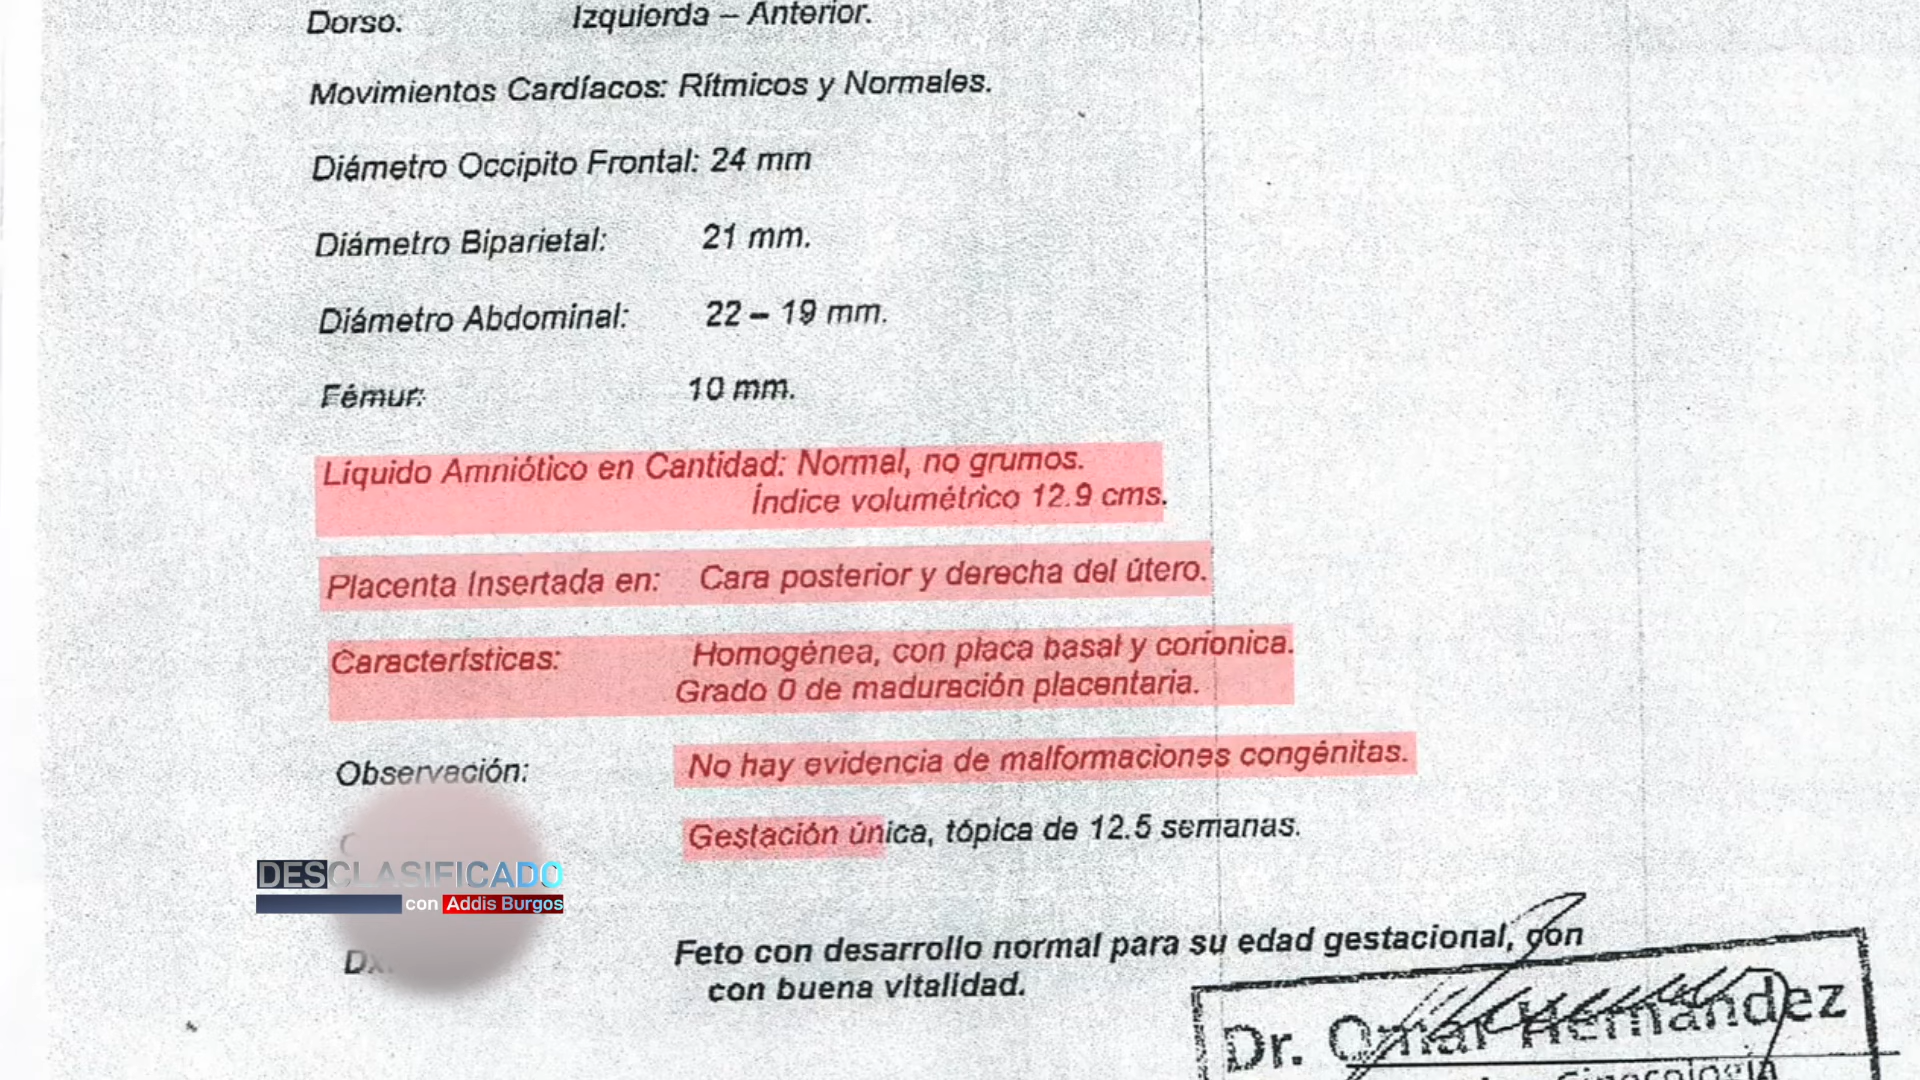 Dorso. Izquierda – Anterior.
Movimientos Cardíacos: Rítmicos y Normales.
Diámetro Occipito Frontal: 24 mm
Diámetro Biparietal: 21 mm.
Diámetro Abdominal: 22 – 19 mm.
Fémur: 10 mm.
Líquido Amniótico en Cantidad: Normal, no grumos.
Índice volumétrico 12.9 cms.
Placenta Insertada en: Cara posterior y derecha del útero.
Características: Homogénea, con placa basal y corionica.
Grado 0 de maduración placentaria.
Observación: No hay evidencia de malformaciones congénitas.
Gestación única, tópica de 12.5 semanas.
DESCLASIFICADO
con Addis Burgos
Dx. Feto con desarrollo normal para su edad gestacional, con
con buena vitalidad.
Dr. Omar Hernández
Ginecología